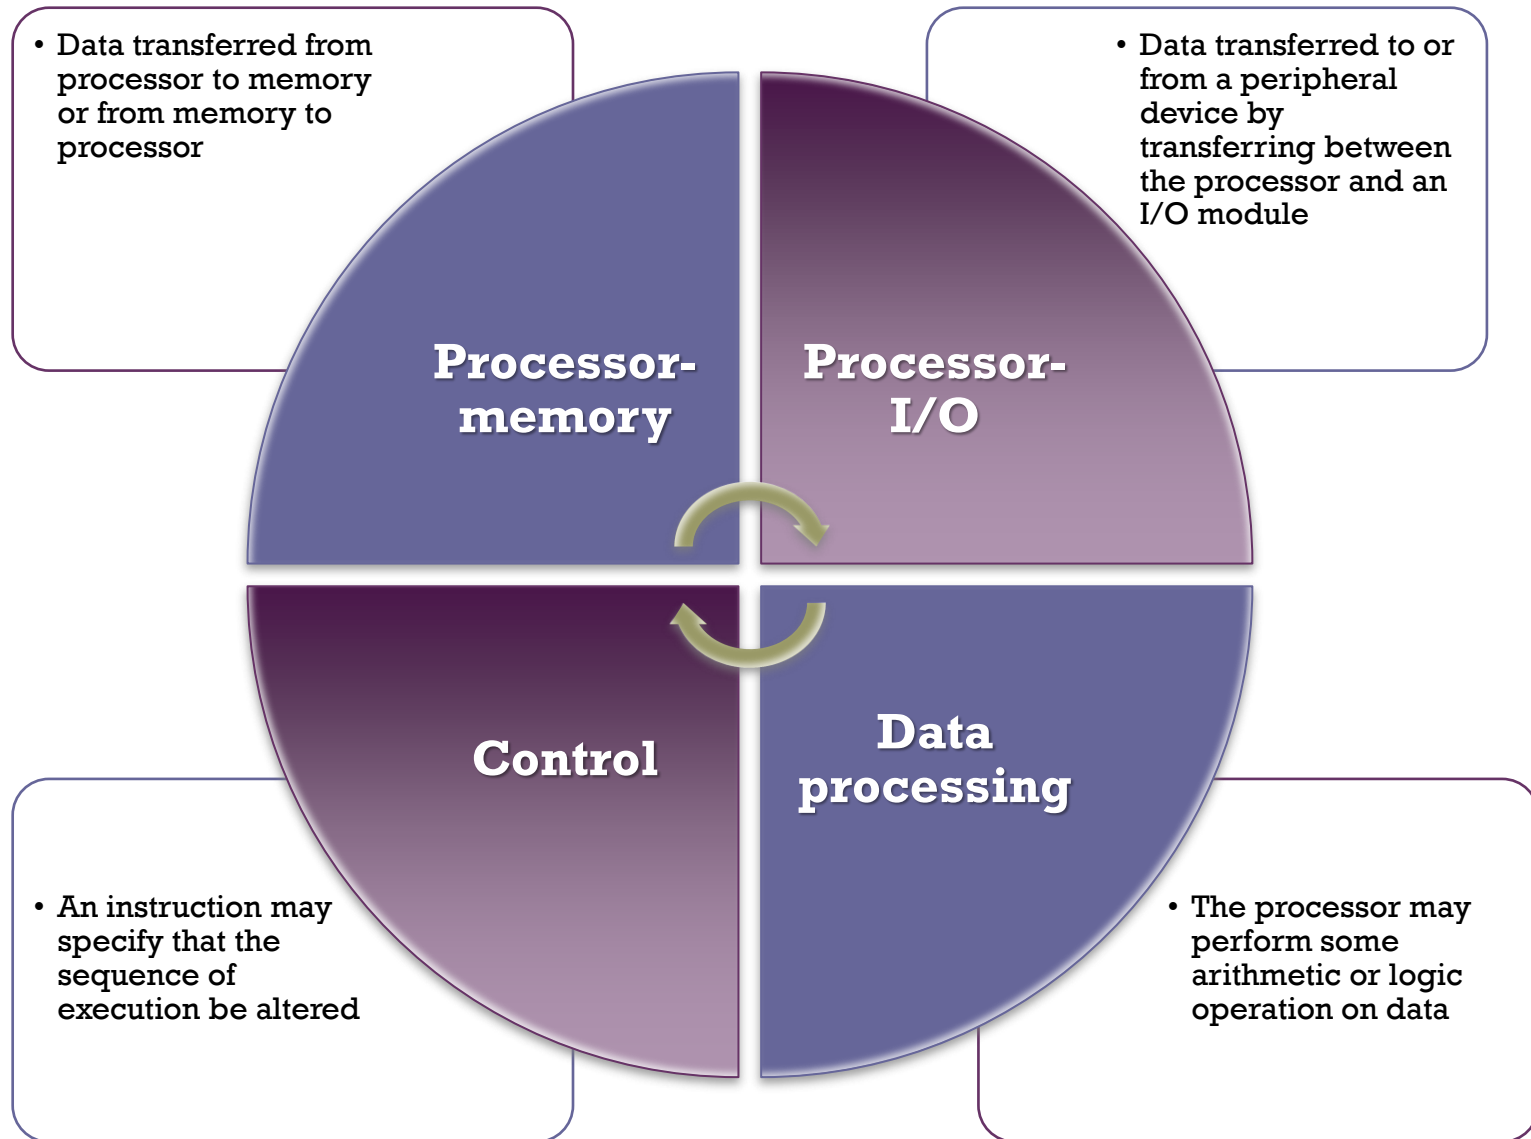 • Data transferred from
processor to memory
or from memory to
processor
• Data transferred to or
from a peripheral
device by
transferring between
the processor and an
I/O module
Processor-
memory
Processor-
I/O
Control
Data
processing
• An instruction may
specify that the
sequence of
execution be altered
• The processor may
perform some
arithmetic or logic
operation on data